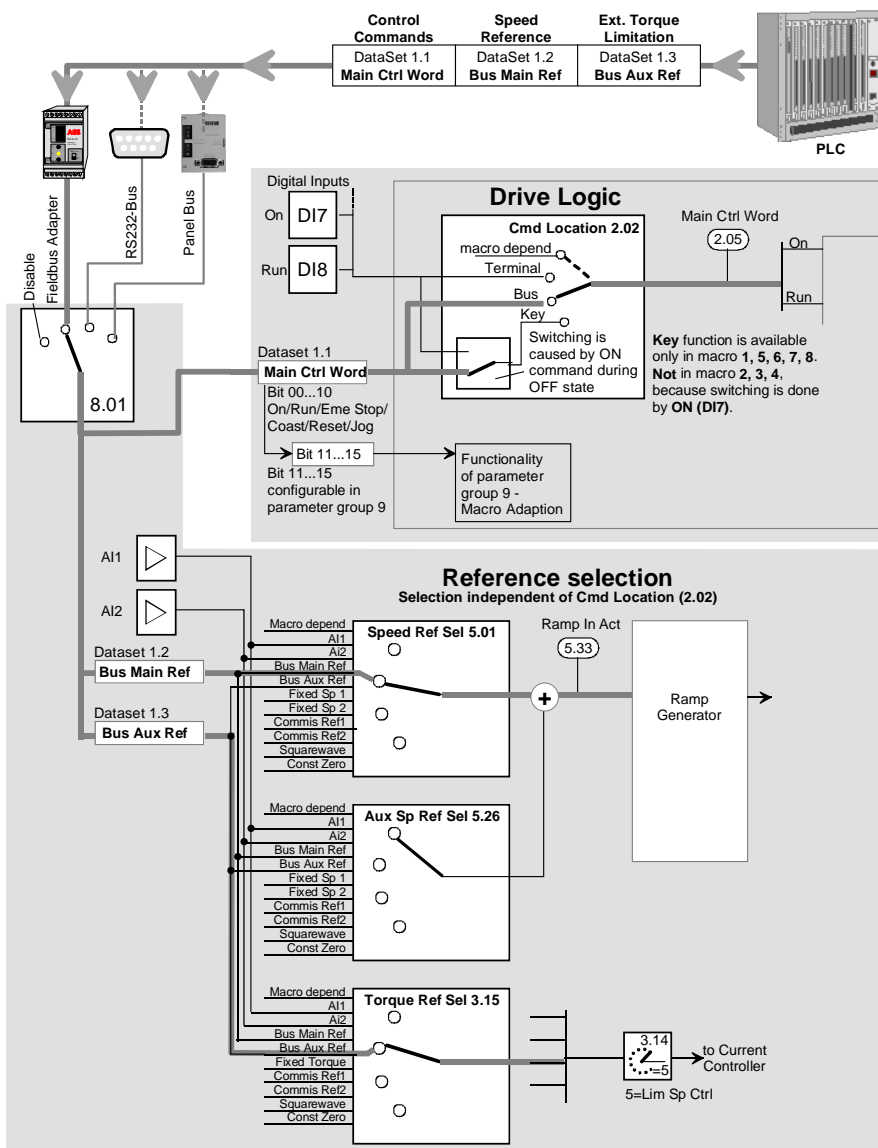 Control Commands
Speed Reference
Ext. Torque Limitation
DataSet 1.1
Main Ctrl Word
DataSet 1.2
Bus Main Ref
DataSet 1.3
Bus Aux Ref
PLC
ABB
Fieldbus Adapter
RS232-Bus
Panel Bus
Disable
8.01
Digital Inputs
On
DI7
Run
DI8
Drive Logic
Cmd Location 2.02
macro depend
Terminal
Bus
Key
Switching is
caused by ON
command during
OFF state
Main Ctrl Word
2.05
On
Run
Key function is available
only in macro 1, 5, 6, 7, 8.
Not in macro 2, 3, 4,
because switching is done
by ON (DI7).
Dataset 1.1
Main Ctrl Word
Bit 00...10
On/Run/Eme Stop/
Coast/Reset/Jog
Bit 11...15
Bit 11...15
configurable in
parameter group 9
Functionality
of parameter
group 9 -
Macro Adaption
AI1
AI2
Dataset 1.2
Bus Main Ref
Dataset 1.3
Bus Aux Ref
Reference selection
Selection independent of Cmd Location (2.02)
Macro depend
AI1
Ai2
Bus Main Ref
Bus Aux Ref
Fixed Sp 1
Fixed Sp 2
Commis Ref1
Commis Ref2
Squarewave
Const Zero
Speed Ref Sel 5.01
Ramp In Act
5.33
+
Ramp
Generator
Macro depend
AI1
Ai2
Bus Main Ref
Bus Aux Ref
Fixed Sp 1
Fixed Sp 2
Commis Ref1
Commis Ref2
Squarewave
Const Zero
Aux Sp Ref Sel 5.26
Macro depend
AI1
Ai2
Bus Main Ref
Bus Aux Ref
Fixed Torque
Commis Ref1
Commis Ref2
Squarewave
Const Zero
Torque Ref Sel 3.15
3.14
=5
5=Lim Sp Ctrl
to Current
Controller